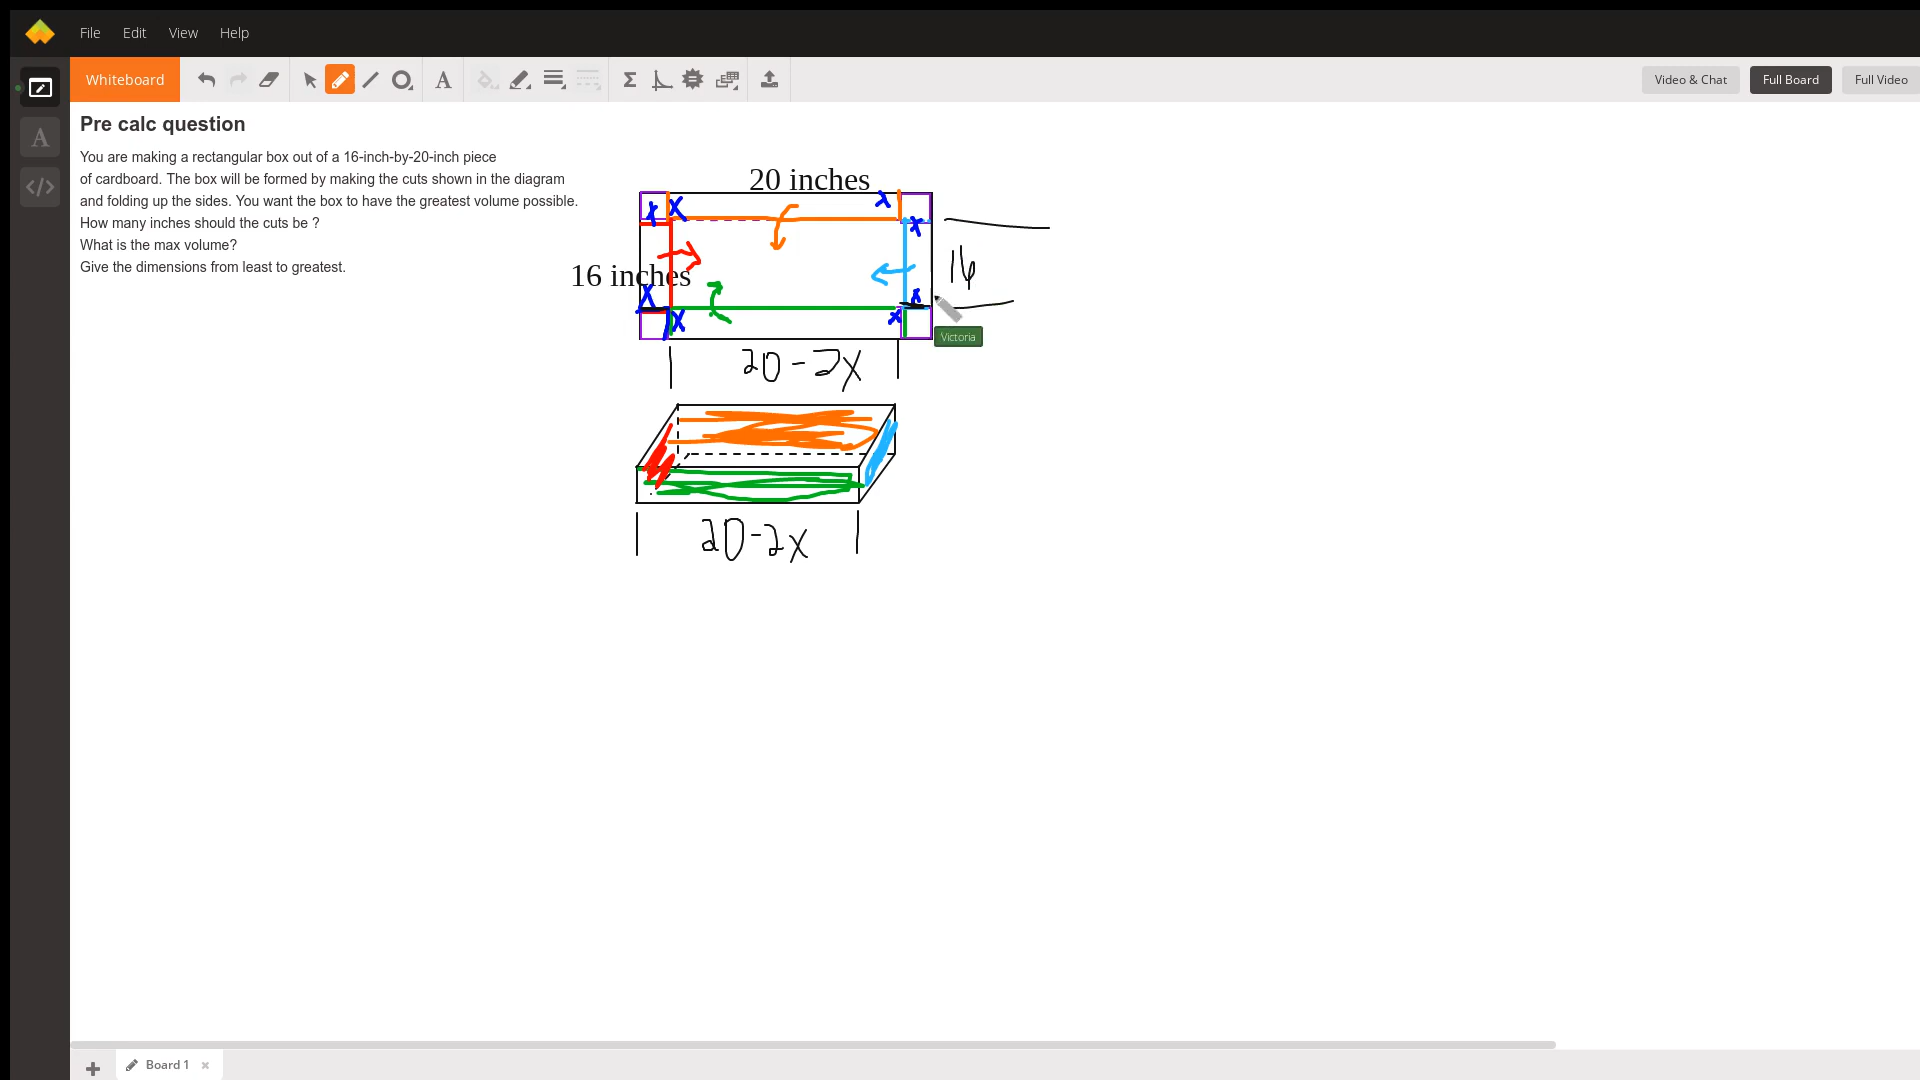 File Edit View Help
Whiteboard A Σ Video & Chat Full Board Full Video
A
</>
Pre calc question
You are making a rectangular box out of a 16-inch-by-20-inch piece
of cardboard. The box will be formed by making the cuts shown in the diagram
and folding up the sides. You want the box to have the greatest volume possible.
How many inches should the cuts be ?
What is the max volume?
Give the dimensions from least to greatest.
20 inches
x x x
x
16 inches
16
x x
x x
Victoria
20 - 2x
20 - 2x
+ Board 1 ×